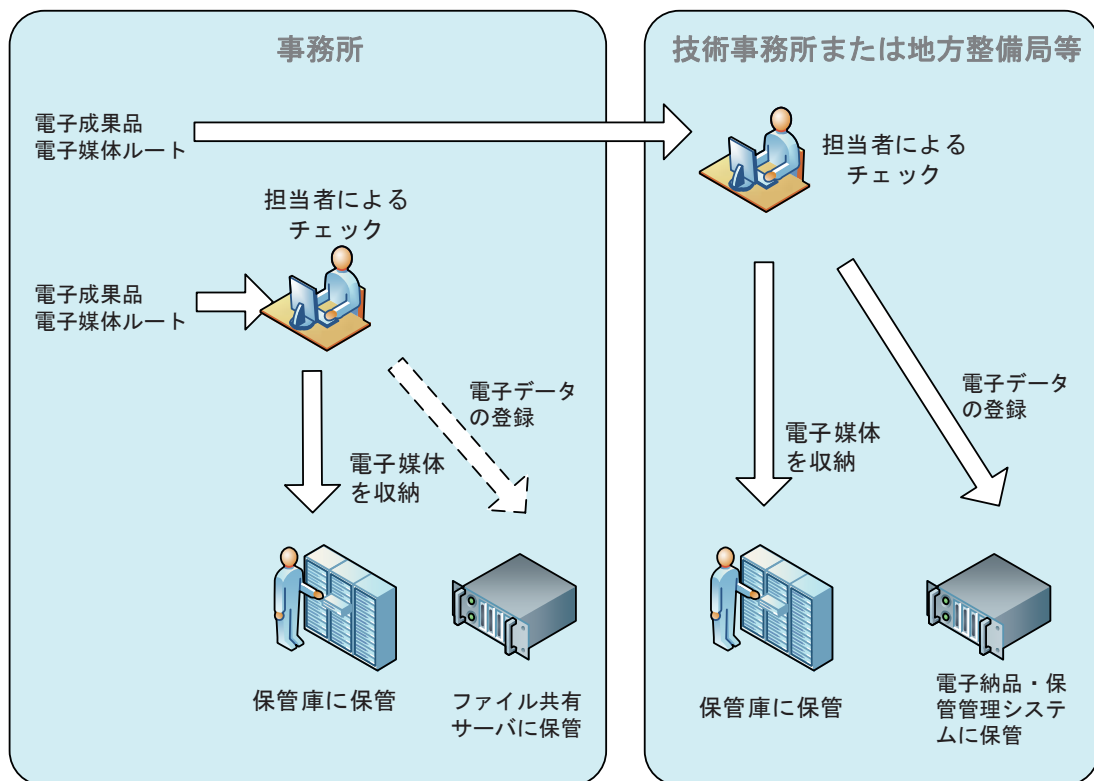 事務所
電子成果品
電子媒体ルート
担当者による
チェック
電子成果品
電子媒体ルート
電子データ
の登録
電子媒体
を収納
保管庫に保管
ファイル共有
サーバに保管
技術事務所または地方整備局等
担当者による
チェック
電子データ
の登録
電子媒体
を収納
保管庫に保管
電子納品・保
管管理システ
ムに保管